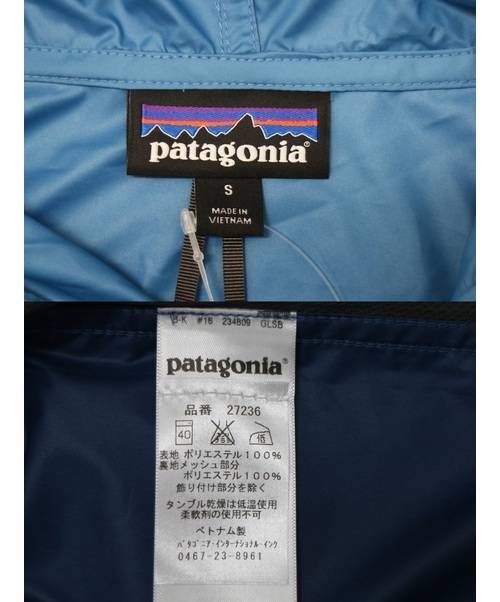 patagonia®
S
MADE IN
VIETNAM
#16 234809 GLSB
patagonia®
品番 27236
40 低
表地 ポリエステル100%
裏地メッシュ部分
ポリエステル100%
飾り付け部分を除く
タンブル乾燥は低温使用
柔軟剤の使用不可
ベトナム製
パタゴニア・インターナショナル・インク
0467-23-8961